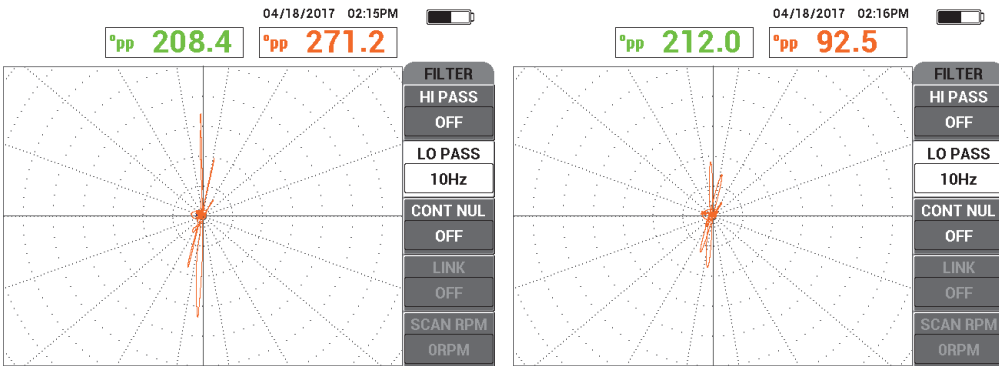 04/18/2017 02:15PM
°pp 208.4 °pp 271.2
FILTER
HI PASS
OFF
LO PASS
10Hz
CONT NUL
OFF
LINK
OFF
SCAN RPM
0RPM
04/18/2017 02:16PM
°pp 212.0 °pp 92.5
FILTER
HI PASS
OFF
LO PASS
10Hz
CONT NUL
OFF
LINK
OFF
SCAN RPM
0RPM